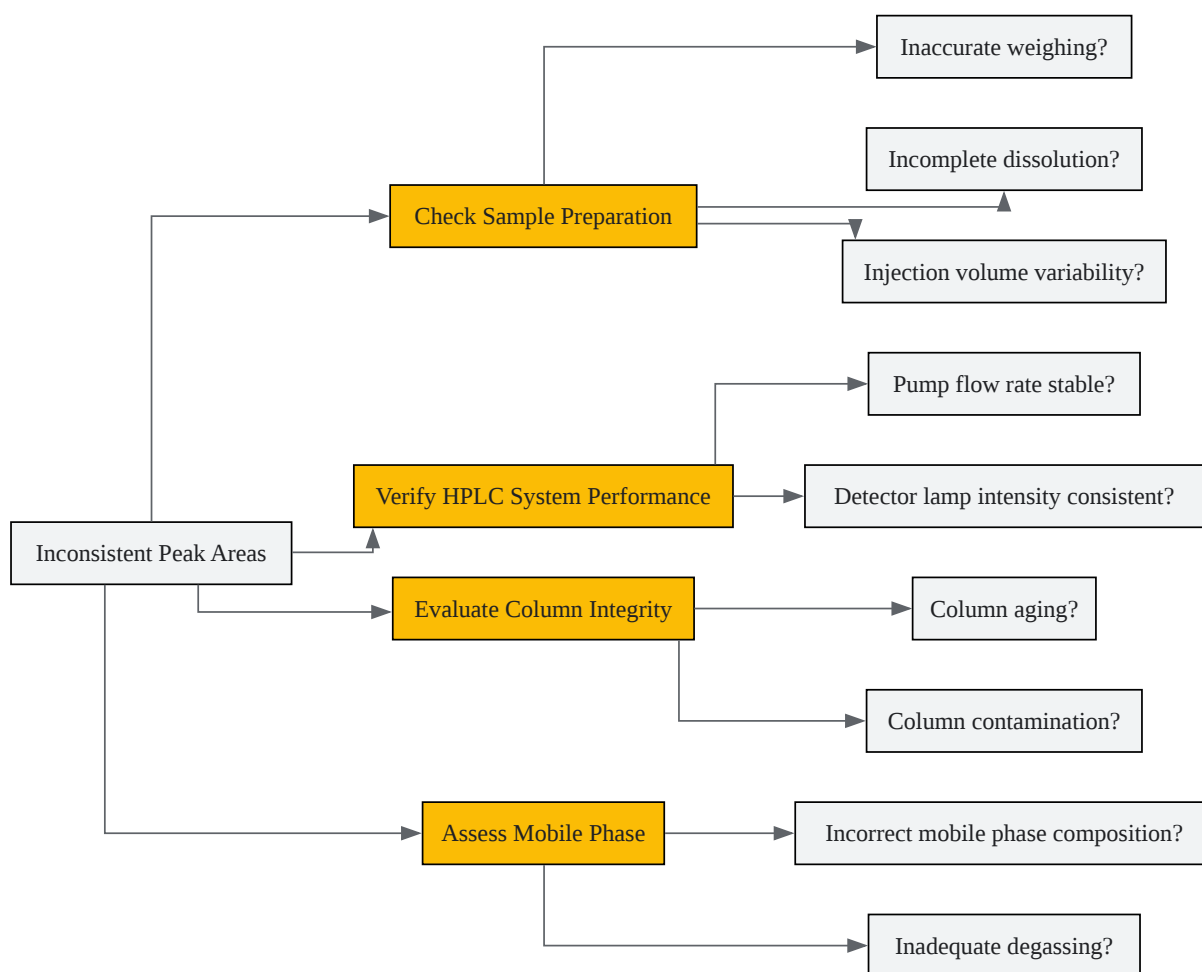 Inaccurate weighing?
Incomplete dissolution?
Check Sample Preparation
Injection volume variability?
Pump flow rate stable?
Verify HPLC System Performance
Detector lamp intensity consistent?
Inconsistent Peak Areas
Evaluate Column Integrity
Column aging?
Column contamination?
Assess Mobile Phase
Incorrect mobile phase composition?
Inadequate degassing?